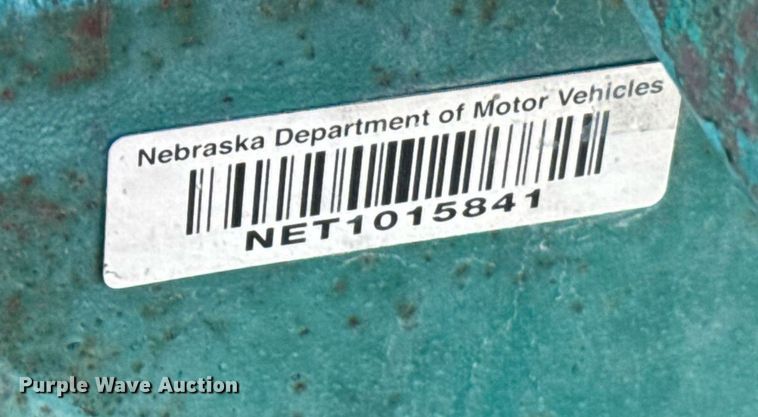 Nebraska Department of Motor Vehicles
NET1015841
Purple Wave Auction